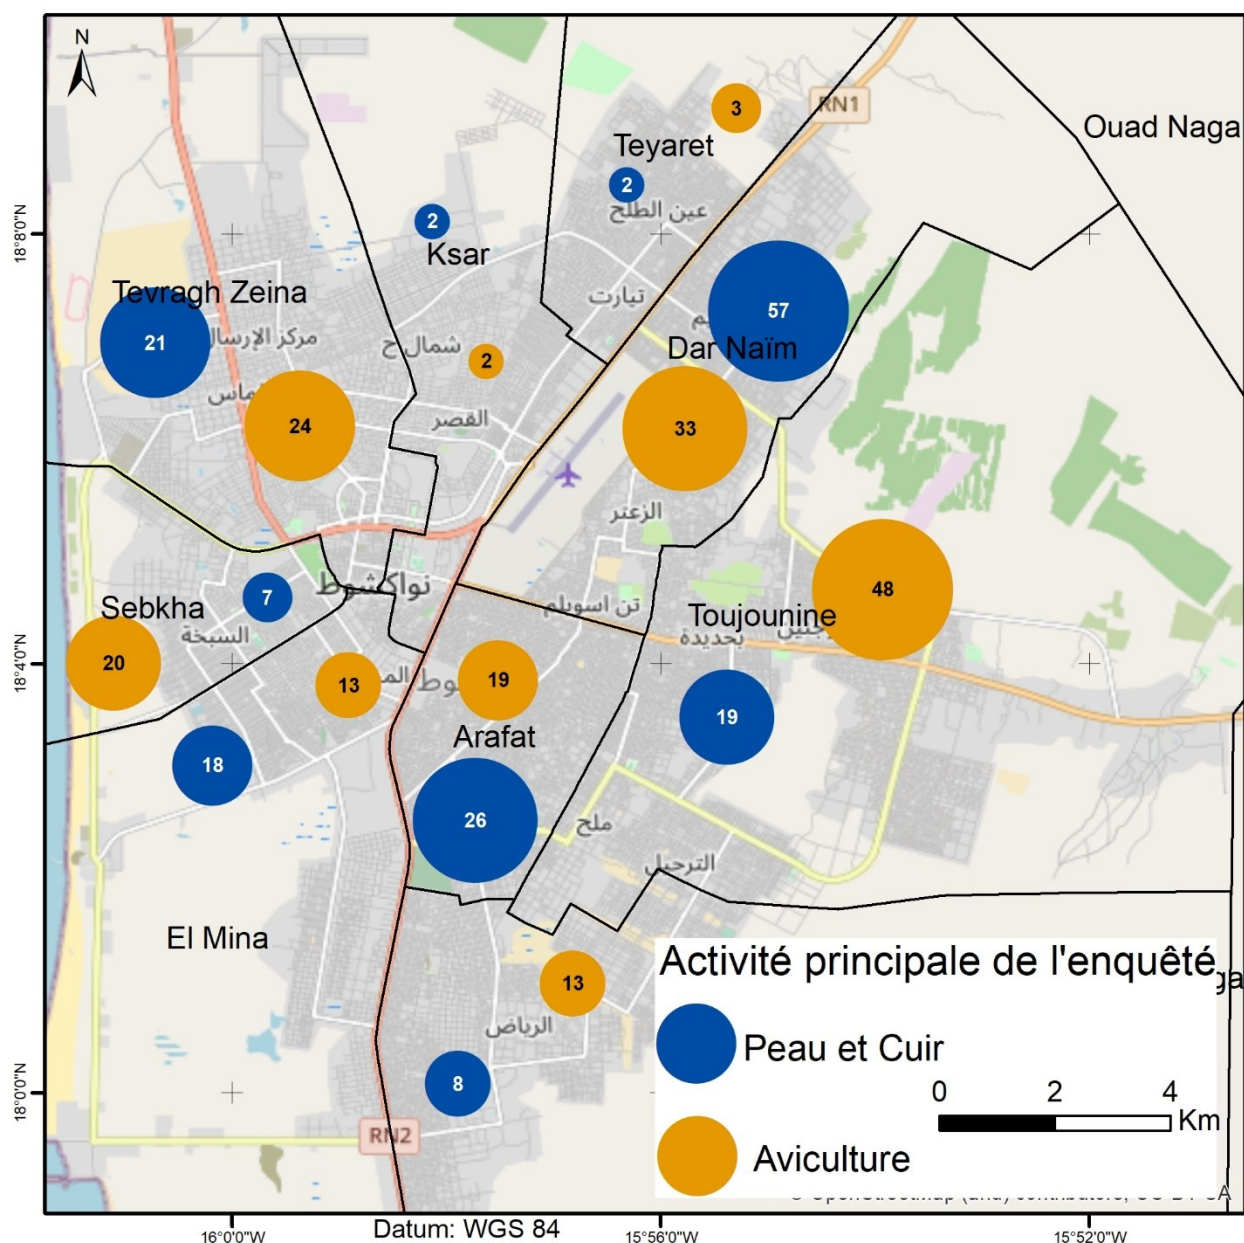 N
3
RN1
Ouad Naga
Teyaret
2
عين الطلح
2
Ksar
18°8'0"N
Tevragh Zeina
تيارت
57
21
مركز الإرسال
شمال ح
2
Dar Naïm
القصر
24
33
الزعتر
نواكشوط
تن اسويلم
48
7
Sebkha
السبخة
Toujounine
بحديدة
18°4'0"N
20
13
19
19
Arafat
18
26
ملح
الترحيل
El Mina
13
الرياض
8
18°0'0"N
RN2
Activité principale de l'enquêté
ga
Peau et Cuir
0 2 4
Km
Aviculture
Datum: WGS 84
16°0'0"W
15°56'0"W
15°52'0"W